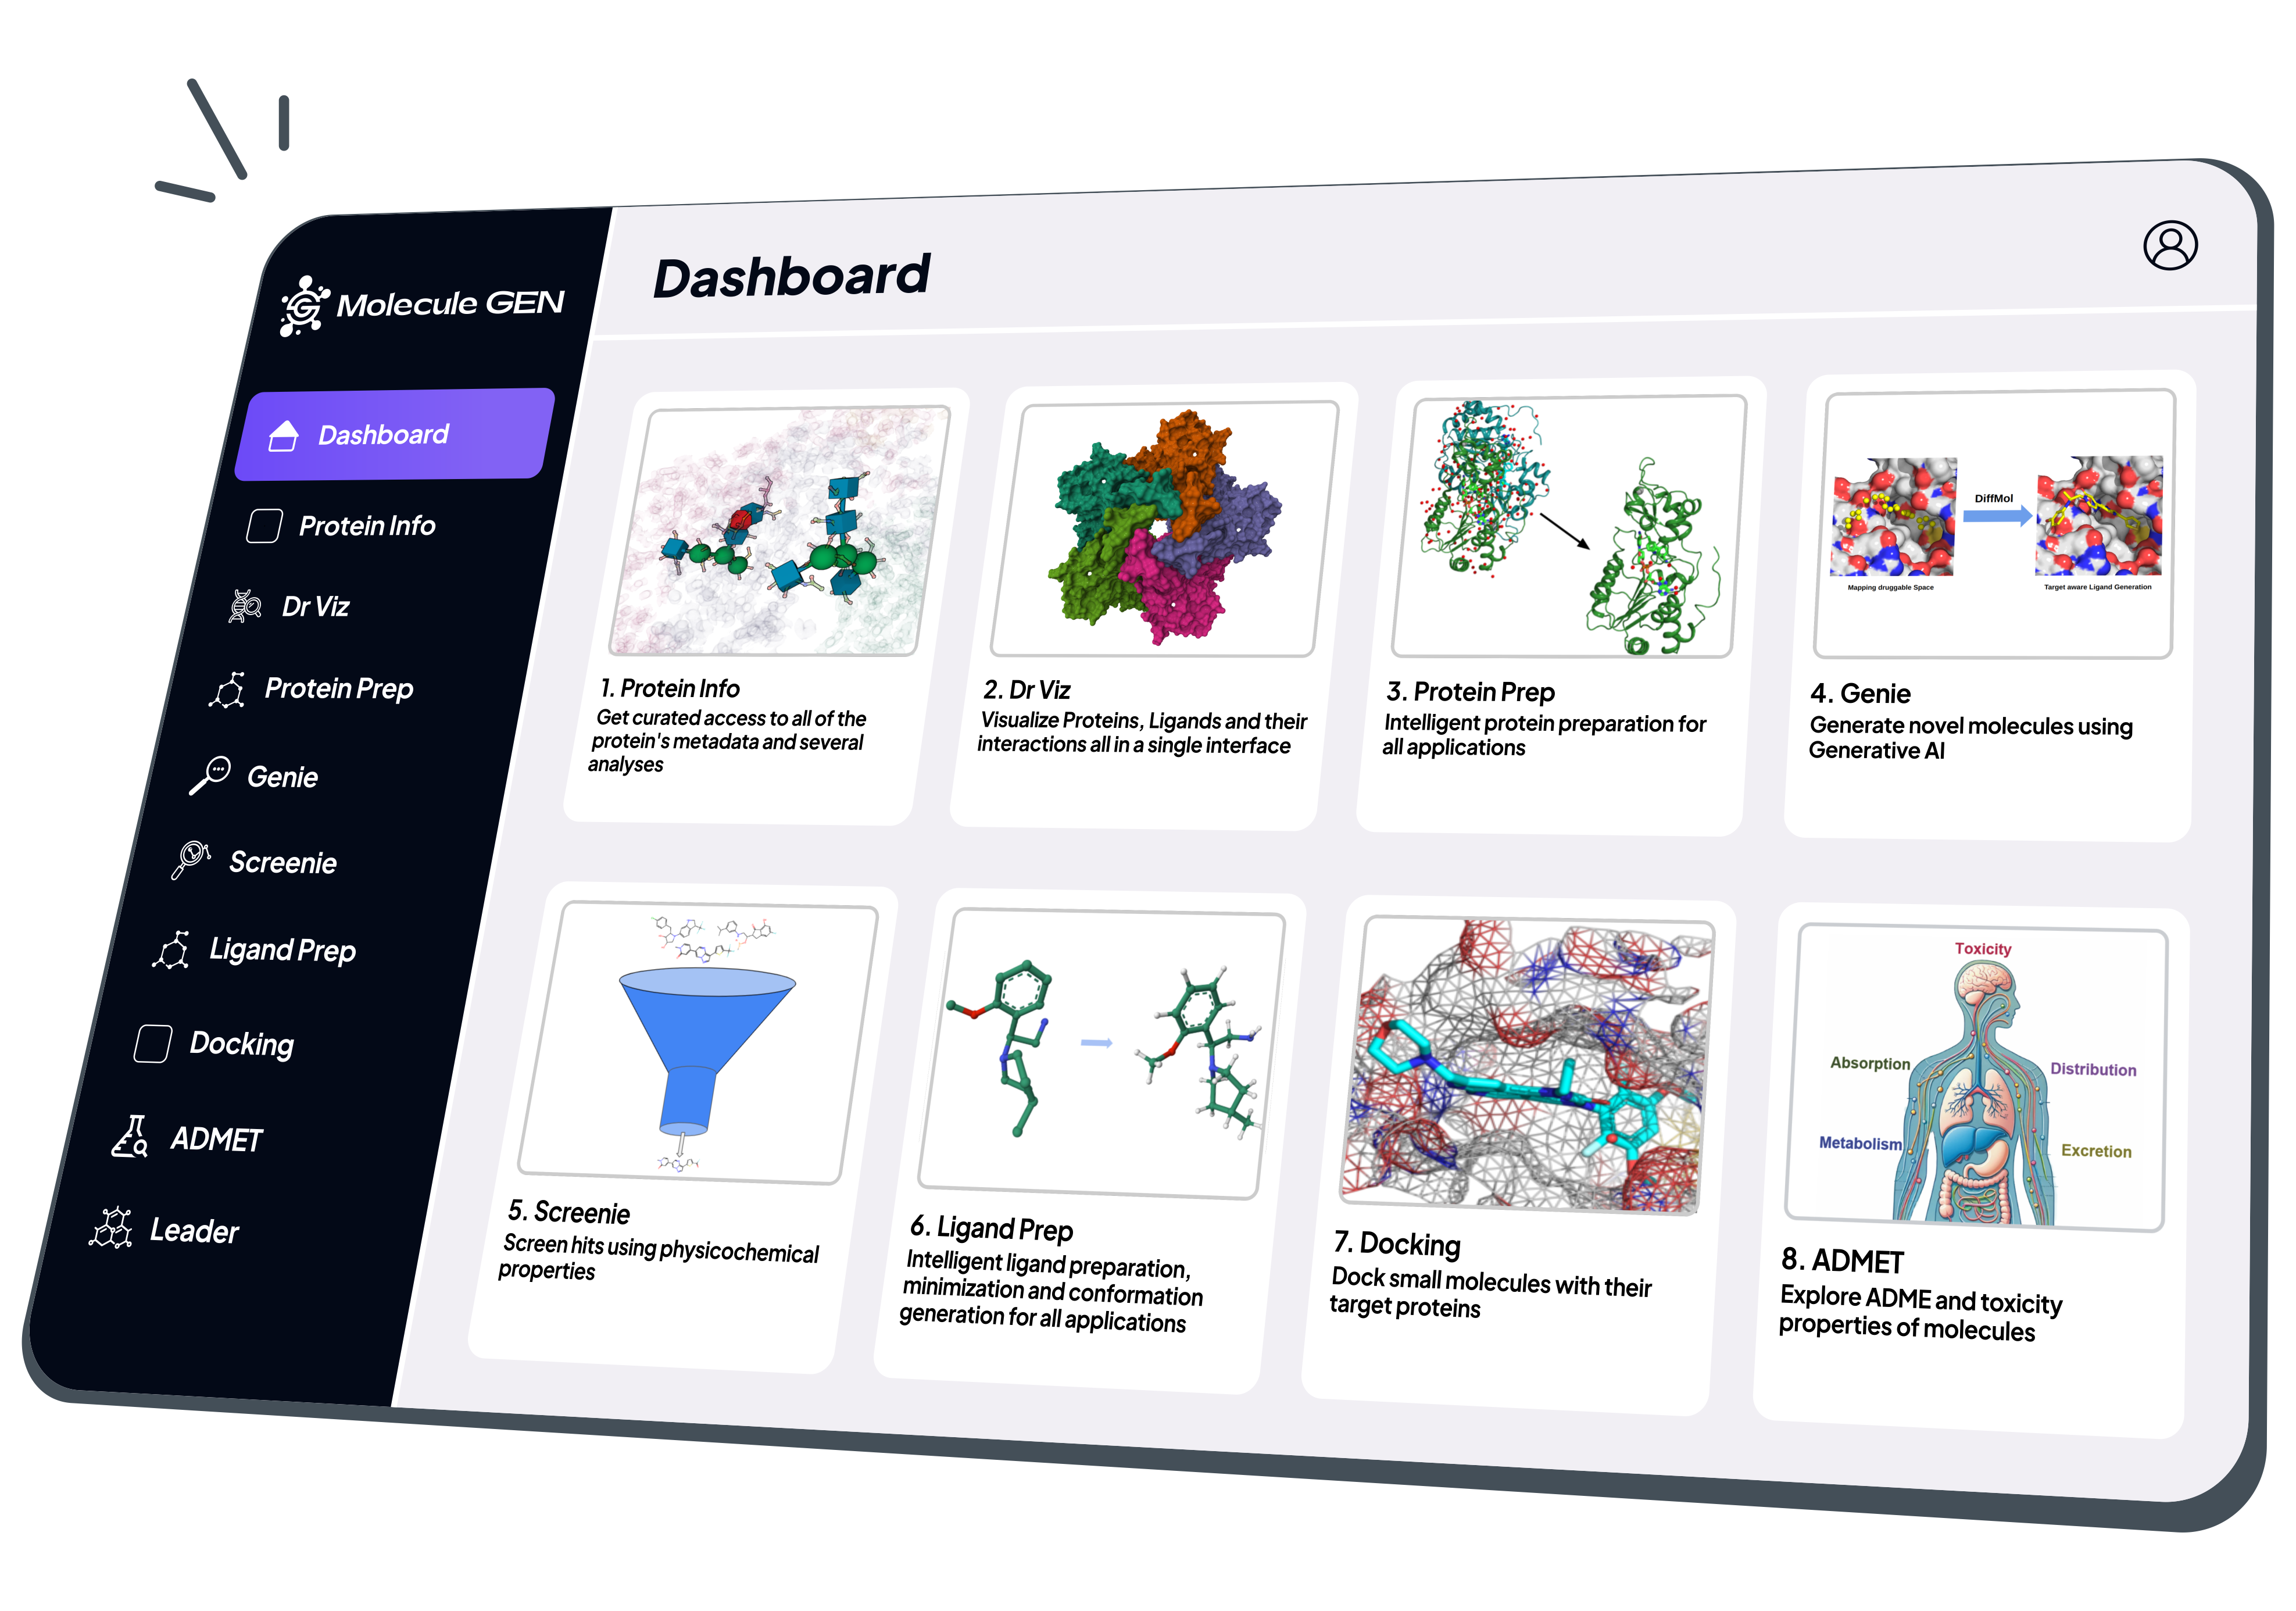 Molecule GEN
Dashboard
Protein Info
Dr Viz
Protein Prep
Genie
Screenie
Ligand Prep
Docking
ADMET
Leader
Dashboard
1. Protein Info
Get curated access to all of the
protein's metadata and several
analyses
2. Dr Viz
Visualize Proteins, Ligands and their
interactions all in a single interface
3. Protein Prep
Intelligent protein preparation for
all applications
DiffMol
Mapping druggable Space
Target aware Ligand Generation
4. Genie
Generate novel molecules using
Generative AI
5. Screenie
Screen hits using physicochemical
properties
6. Ligand Prep
Intelligent ligand preparation,
minimization and conformation
generation for all applications
7. Docking
Dock small molecules with their
target proteins
Toxicity
Absorption
Distribution
Metabolism
Excretion
8. ADMET
Explore ADME and toxicity
properties of molecules